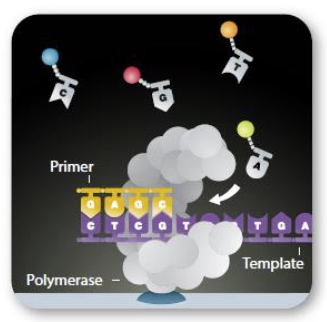 T
C
G
A
Primer
G A G C
C T C G T T G A
Template
Polymerase